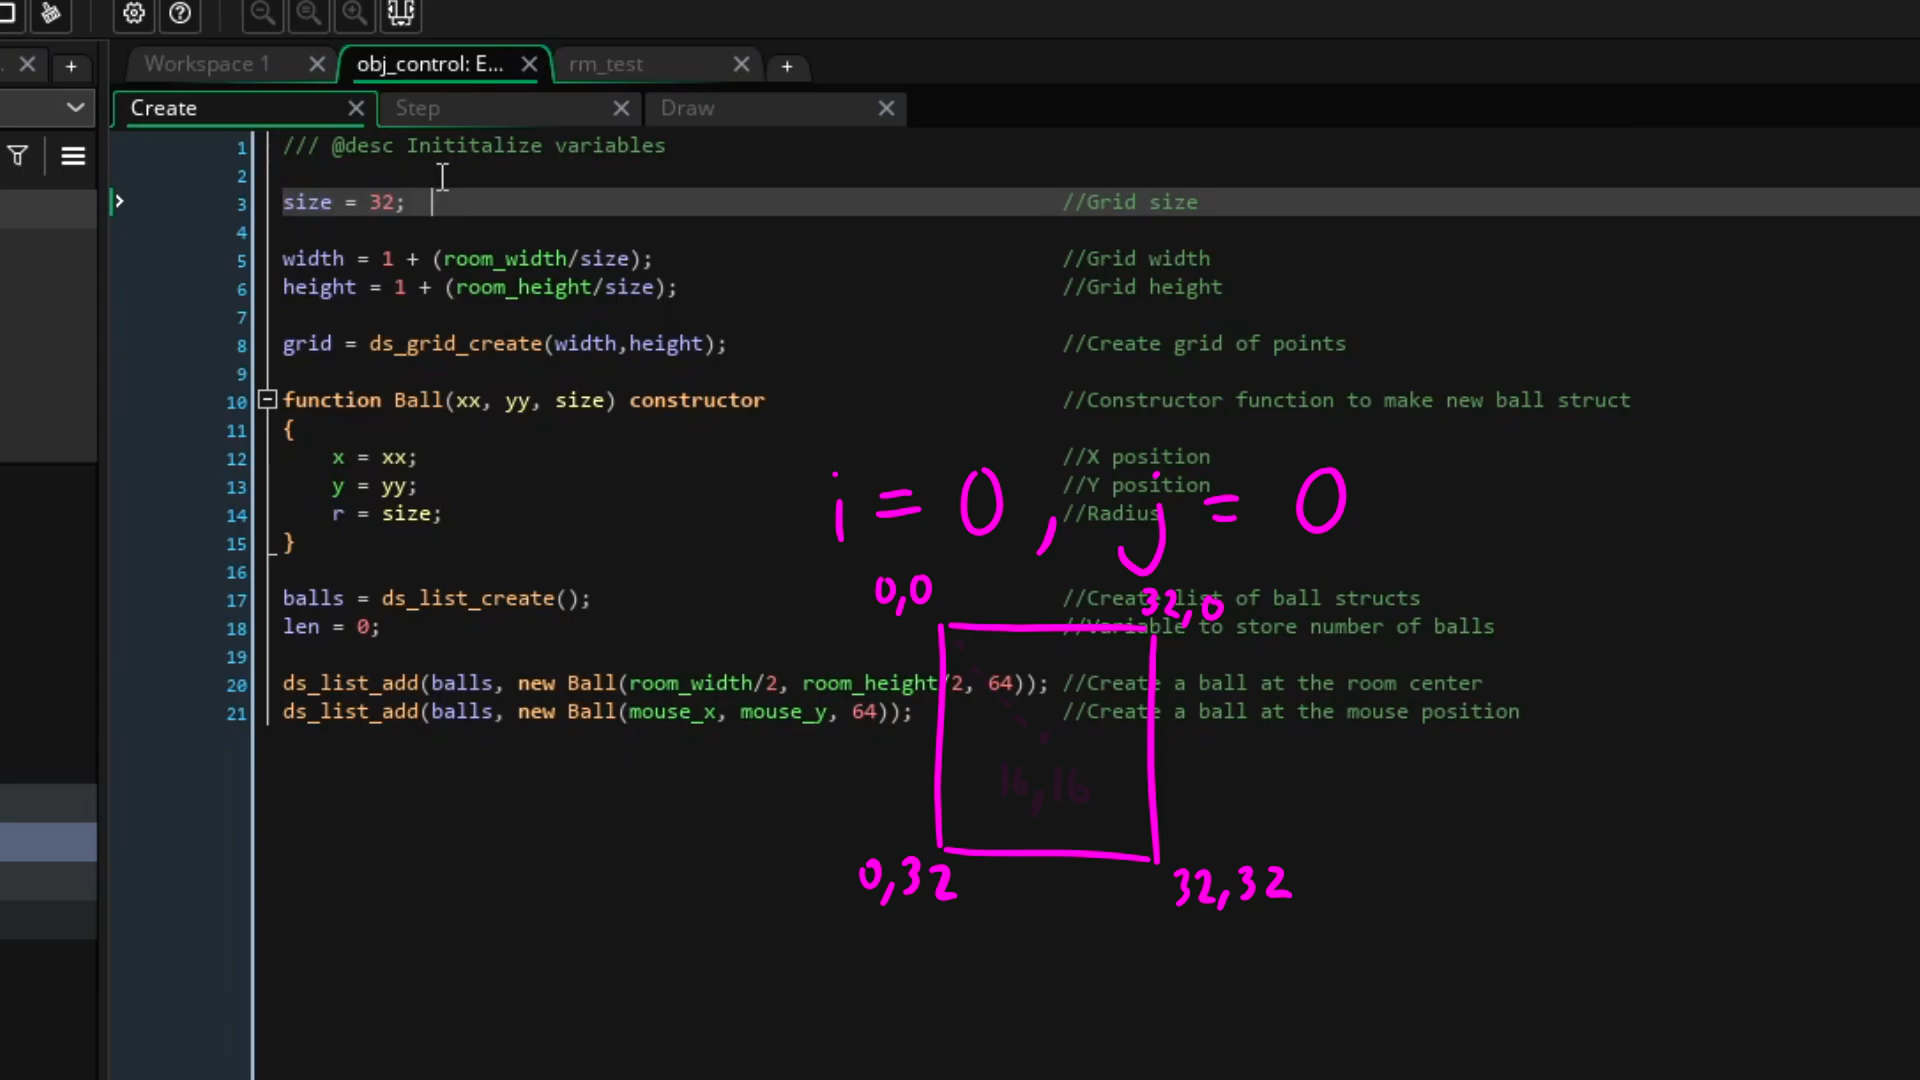 Workspace 1
obj_control: E...
rm_test
Create
Step
Draw
1 /// @desc Inititalize variables
2
3 size = 32; //Grid size
4
5 width = 1 + (room_width/size); //Grid width
6 height = 1 + (room_height/size); //Grid height
7
8 grid = ds_grid_create(width,height); //Create grid of points
9
10 function Ball(xx, yy, size) constructor //Constructor function to make new ball struct
11 {
12 x = xx; //X position
13 y = yy; //Y position
14 r = size; //Radius
i = 0, j = 0
15 }
16
0,0
32,0
17 balls = ds_list_create(); //Create list of ball structs
18 len = 0; //Variable to store number of balls
19
20 ds_list_add(balls, new Ball(room_width/2, room_height/2, 64)); //Create a ball at the room center
21 ds_list_add(balls, new Ball(mouse_x, mouse_y, 64)); //Create a ball at the mouse position
16,16
0,32
32,32